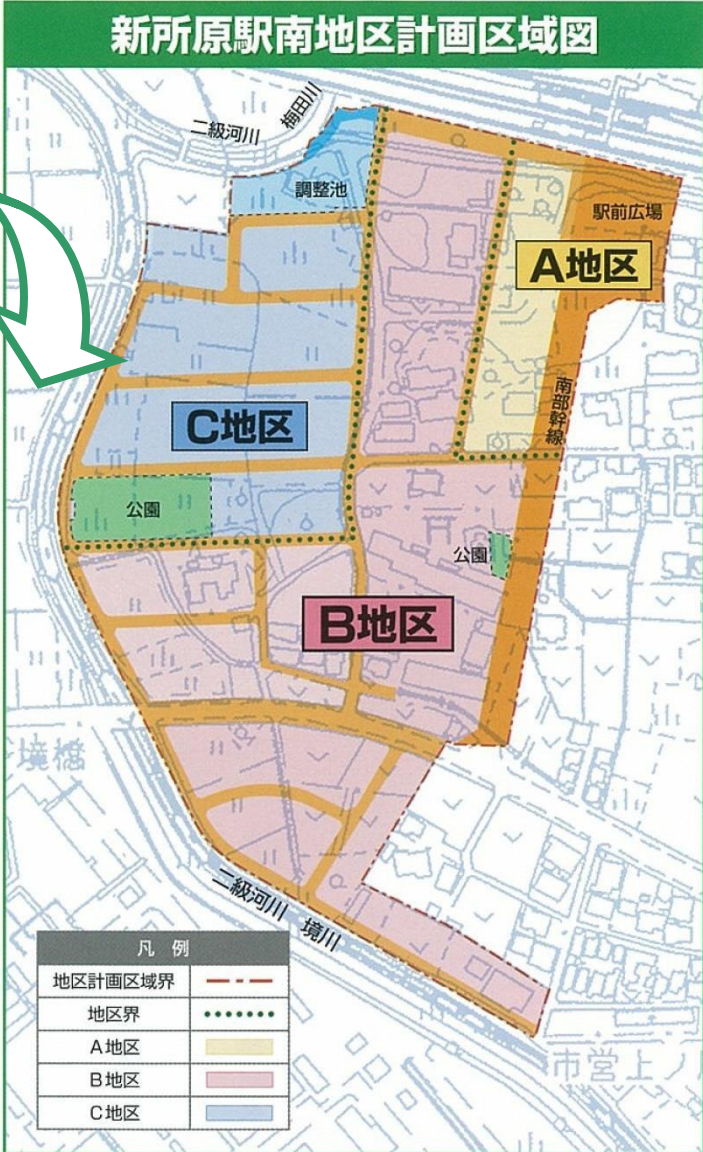 新所原駅南地区計画区域図
二級河川 梅田川
調整池
駅前広場
A地区
南部幹線
C地区
公園
公園
B地区
境橋
二級河川 境川
市営上ノ
凡 例
地区計画区域界
地区界
A地区
B地区
C地区